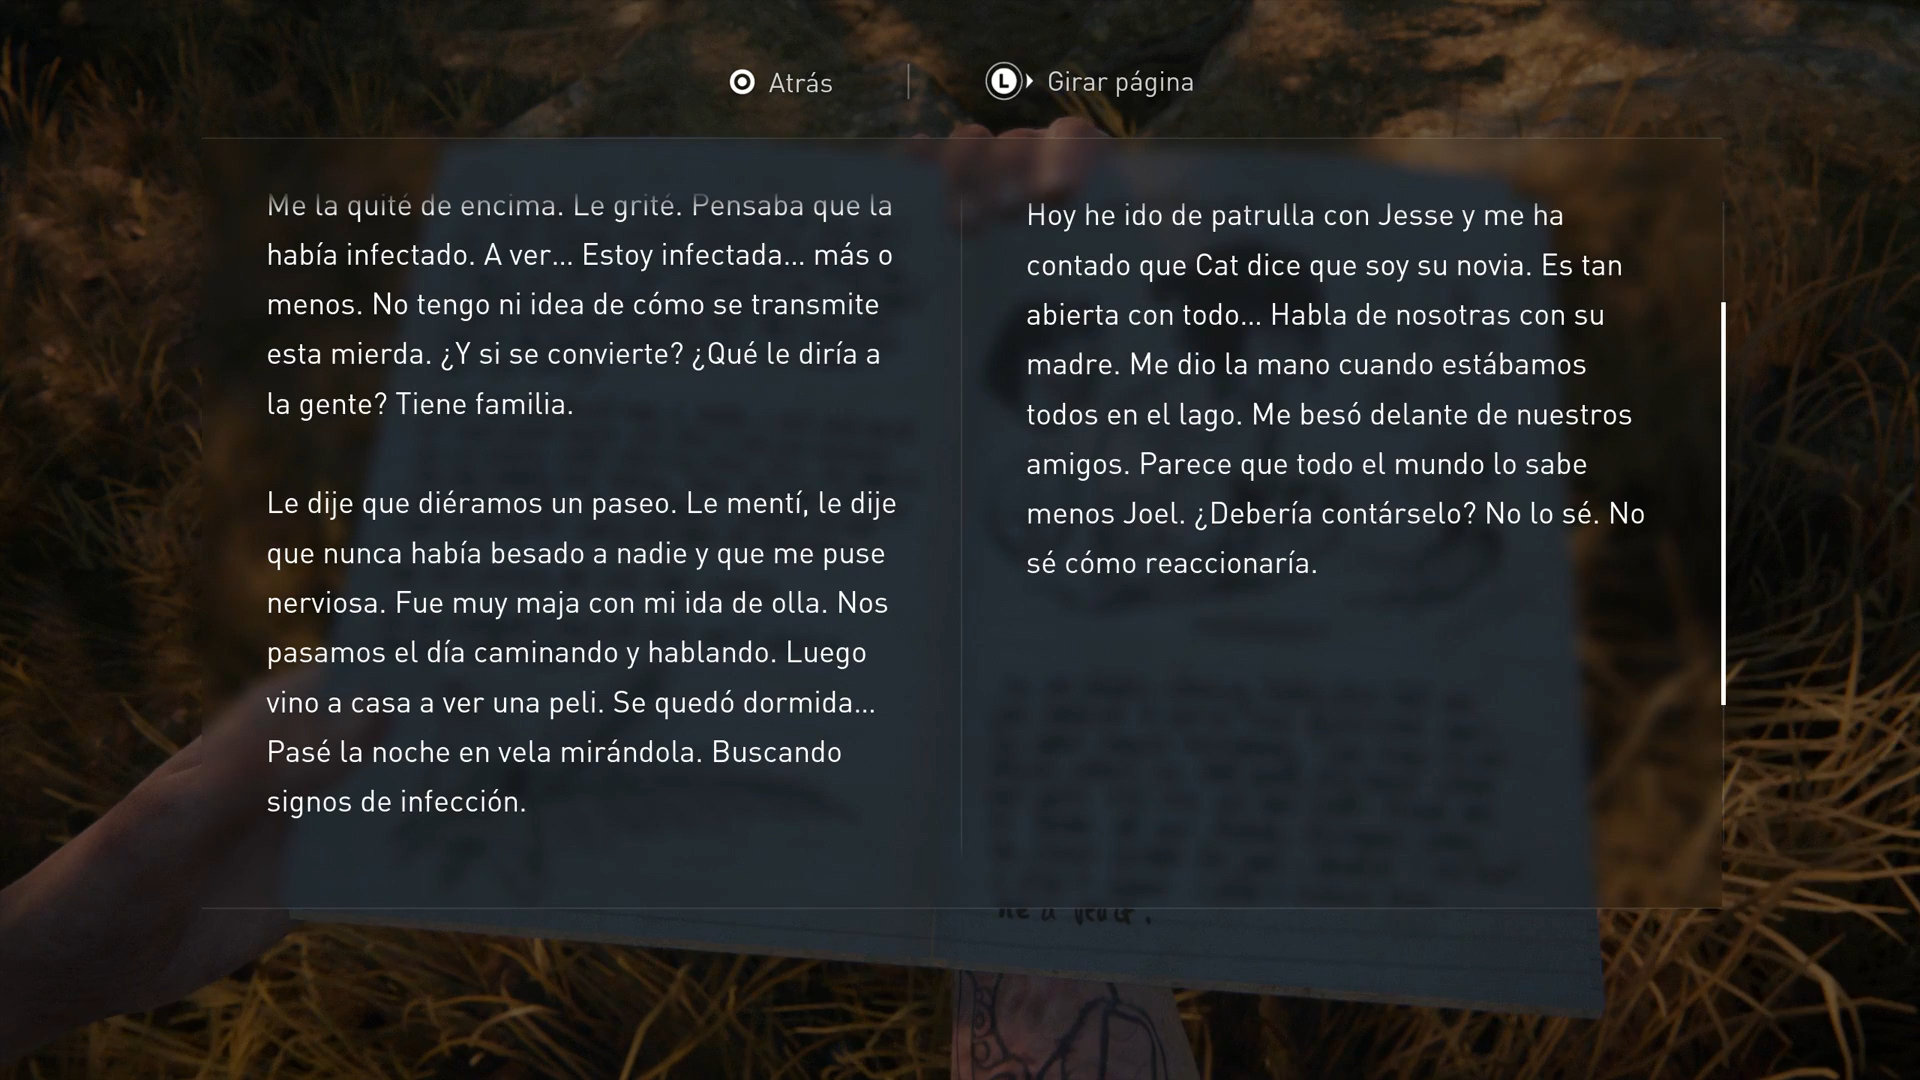 Atrás
L
Girar página
Me la quité de encima. Le grité. Pensaba que la
había infectado. A ver... Estoy infectada... más o
menos. No tengo ni idea de cómo se transmite
esta mierda. ¿Y si se convierte? ¿Qué le diría a
la gente? Tiene familia.
Le dije que diéramos un paseo. Le mentí, le dije
que nunca había besado a nadie y que me puse
nerviosa. Fue muy maja con mi ida de olla. Nos
pasamos el día caminando y hablando. Luego
vino a casa a ver una peli. Se quedó dormida...
Pasé la noche en vela mirándola. Buscando
signos de infección.
Hoy he ido de patrulla con Jesse y me ha
contado que Cat dice que soy su novia. Es tan
abierta con todo... Habla de nosotras con su
madre. Me dio la mano cuando estábamos
todos en el lago. Me besó delante de nuestros
amigos. Parece que todo el mundo lo sabe
menos Joel. ¿Debería contárselo? No lo sé. No
sé cómo reaccionaría.